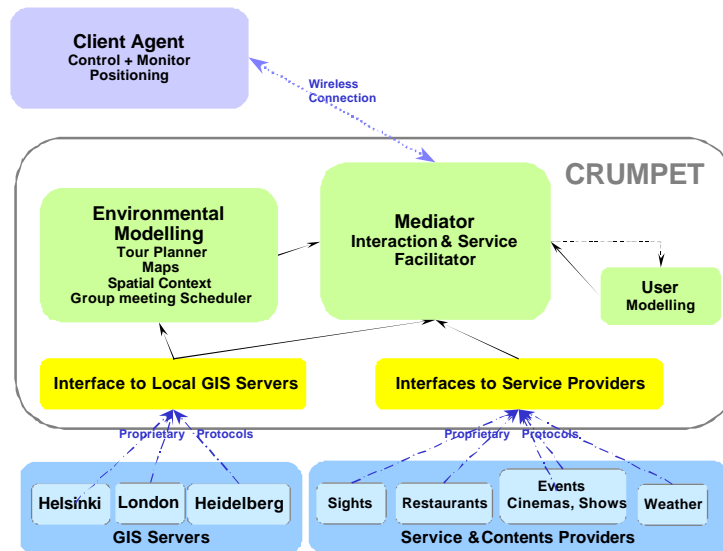 Client Agent
Control + Monitor
Positioning
Wireless
Connection
CRUMPET
Environmental
Modelling
Tour Planner
Maps
Spatial Context
Group meeting Scheduler
Mediator
Interaction & Service
Facilitator
User
Modelling
Interface to Local GIS Servers
Interfaces to Service Providers
Proprietary Protocols
Proprietary Protocols
Helsinki
London
Heidelberg
GIS Servers
Sights
Restaurants
Events
Cinemas, Shows
Weather
Service & Contents Providers